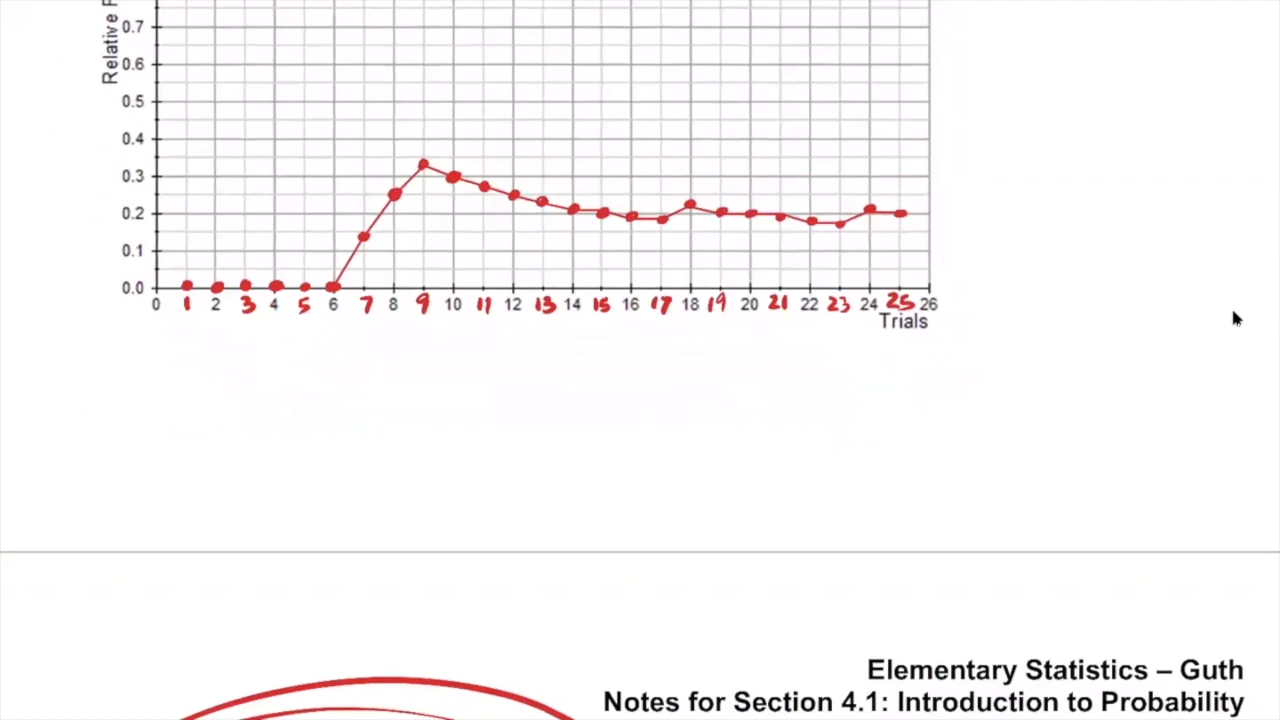 Relative F
0.7
0.6
0.5
0.4
0.3
0.2
0.1
0.0
0 1 2 3 4 5 6 7 8 9 10 11 12 13 14 15 16 17 18 19 20 21 22 23 24 25 26
Trials
Elementary Statistics – Guth
Notes for Section 4.1: Introduction to Probability